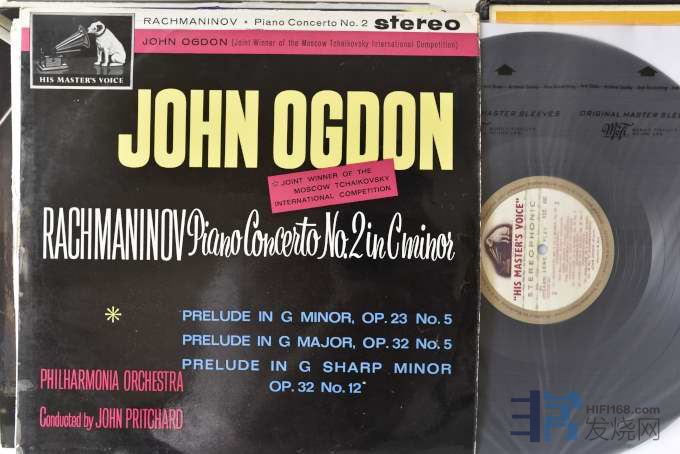 RACHMANINOV • Piano Concerto No. 2 stereo
JOHN OGDON (Joint Winner of the Moscow Tchaikovsky International Competition)
HIS MASTER'S VOICE
JOHN OGDON
☆ JOINT WINNER OF THE
MOSCOW TCHAIKOVSKY
INTERNATIONAL COMPETITION
RACHMANINOV Piano Concerto No. 2 in C minor
* PRELUDE IN G MINOR, OP. 23 No. 5
PRELUDE IN G MAJOR, OP. 32 No. 5
PRELUDE IN G SHARP MINOR
OP. 32 No. 12*
PHILHARMONIA ORCHESTRA
Conducted by JOHN PRITCHARD
MASTER SLEEVES
ORIGINAL MASTER SLEEVES
"HIS MASTER'S VOICE"
STEREOPHONIC
HIFI168.com
发烧网